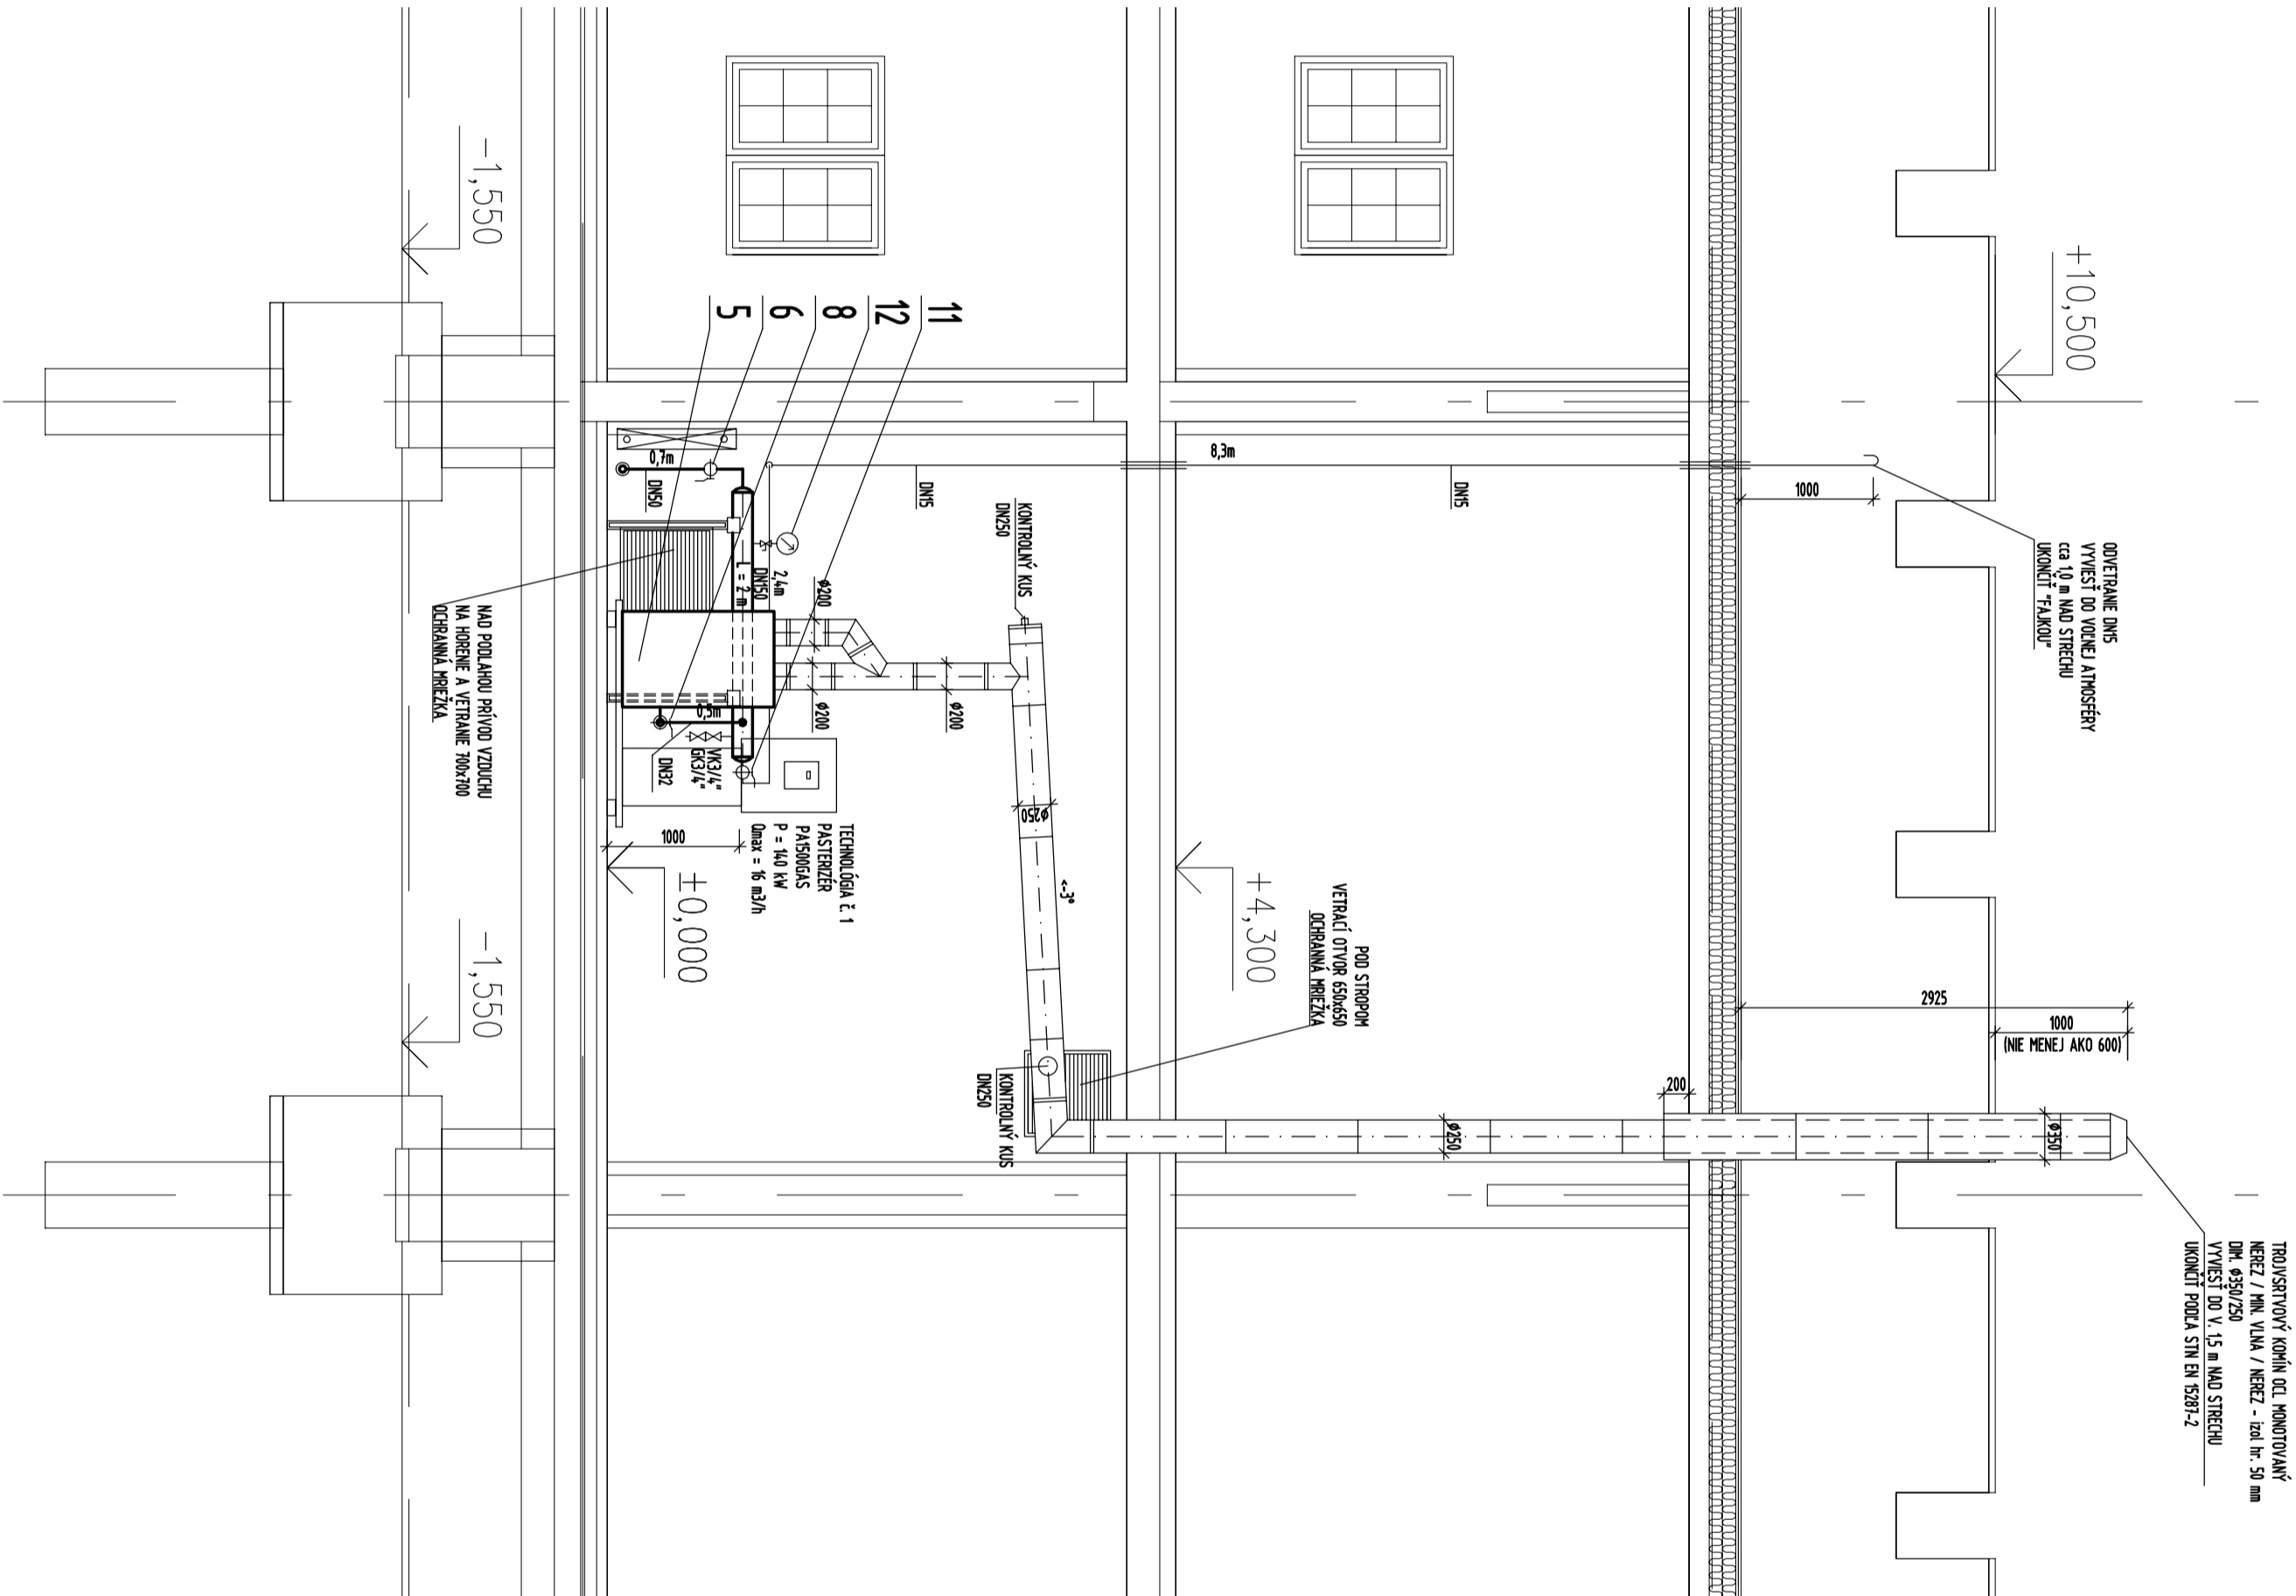 TROJVSRTVOVÝ KOMÍN OCL MONOTOVANÝ
NEREZ / MIN. VLNA / NEREZ - izol hr. 50 mm
DIM. ø350/250
VYVIESŤ DO V. 1,5 m NAD STRECHU
UKONČIŤ PODĽA STN EN 15287-2
ODVETRANIE DN15
VYVIESŤ DO VOĽNEJ ATMOSFÉRY
cca 1,0 m NAD STRECHU
UKONČIŤ "FAJKOU"
+10,500
1000
(NIE MENEJ AKO 600)
2925
ø350
1000
200
DN15
ø250
8,3m
POD STROPOM
VETRACÍ OTVOR 650x650
OCHRANNÁ MRIEŽKA
+4,300
<-3°
KONTROLNÝ KUS
DN250
KONTROLNÝ KUS
DN250
ø250
DN15
ø200
ø200
ø200
11
12
8
6
5
2,4m
DN150
L = 2 m
0,7m
DN50
0,5m
VK3/4"
GK3/4"
DN32
TECHNOLÓGIA č. 1
PASTERIZÉR
PA1500GAS
P = 140 kW
Qmax = 16 m3/h
1000
±0,000
NAD PODLAHOU PRÍVOD VZDUCHU
NA HORENIE A VETRANIE 700x700
OCHRANNÁ MRIEŽKA
-1,550
-1,550